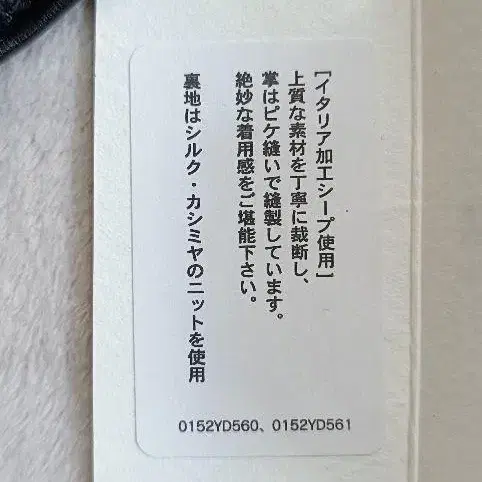 [イタリア加工シープ使用]
上質な素材を丁寧に裁断し、
掌はピケ縫いで縫製しています。
絶妙な着用感をご堪能下さい。
裏地はシルク・カシミヤのニットを使用
0152YD560、0152YD561